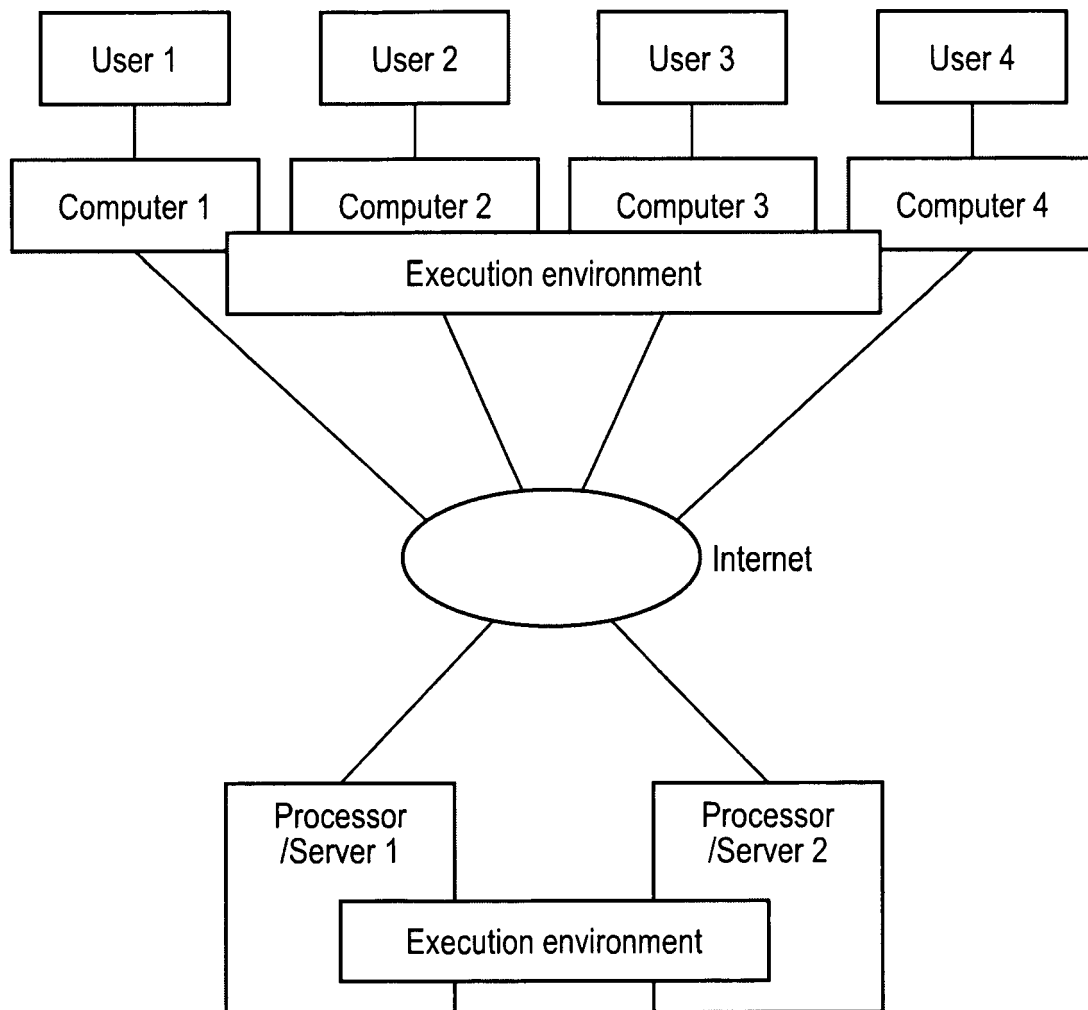 User 1
User 2
User 3
User 4
Computer 1
Computer 2
Computer 3
Computer 4
Execution environment
Internet
Processor
/Server 1
Processor
/Server 2
Execution environment